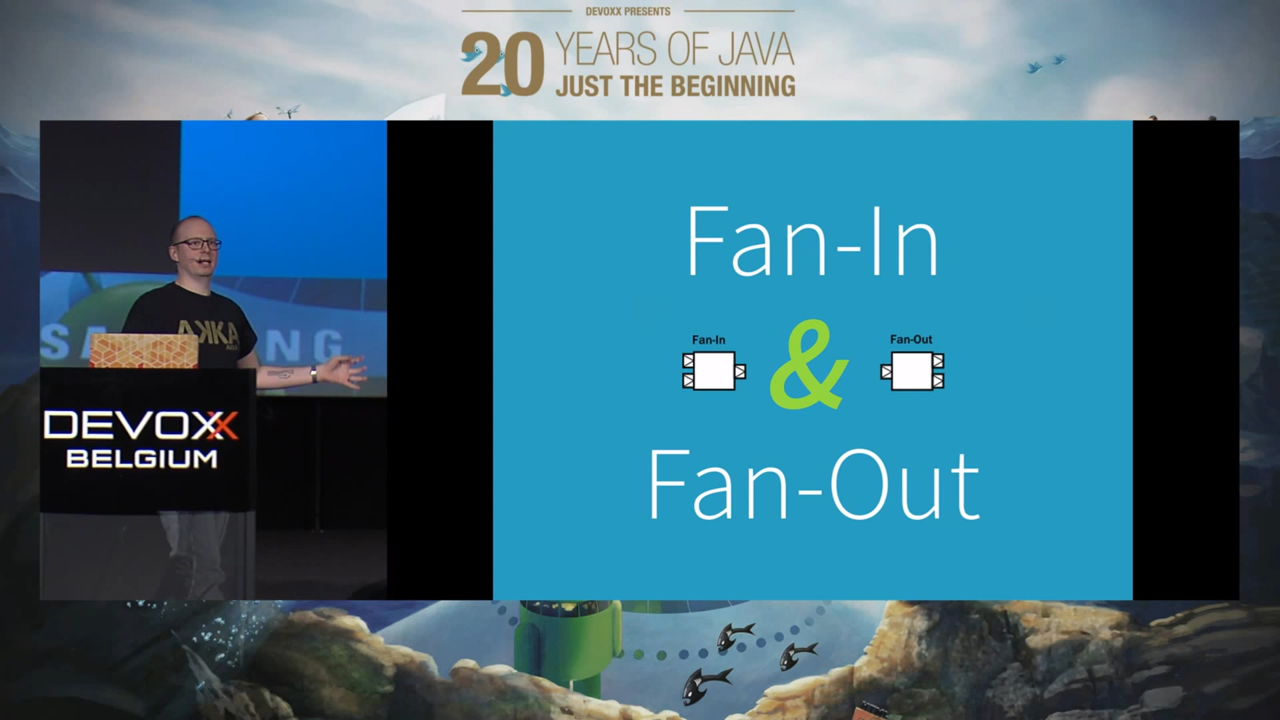 DEVOXX PRESENTS
20 YEARS OF JAVA
JUST THE BEGINNING
AKKA
DEVOXX
BELGIUM
Fan-In
Fan-In
&
Fan-Out
Fan-Out